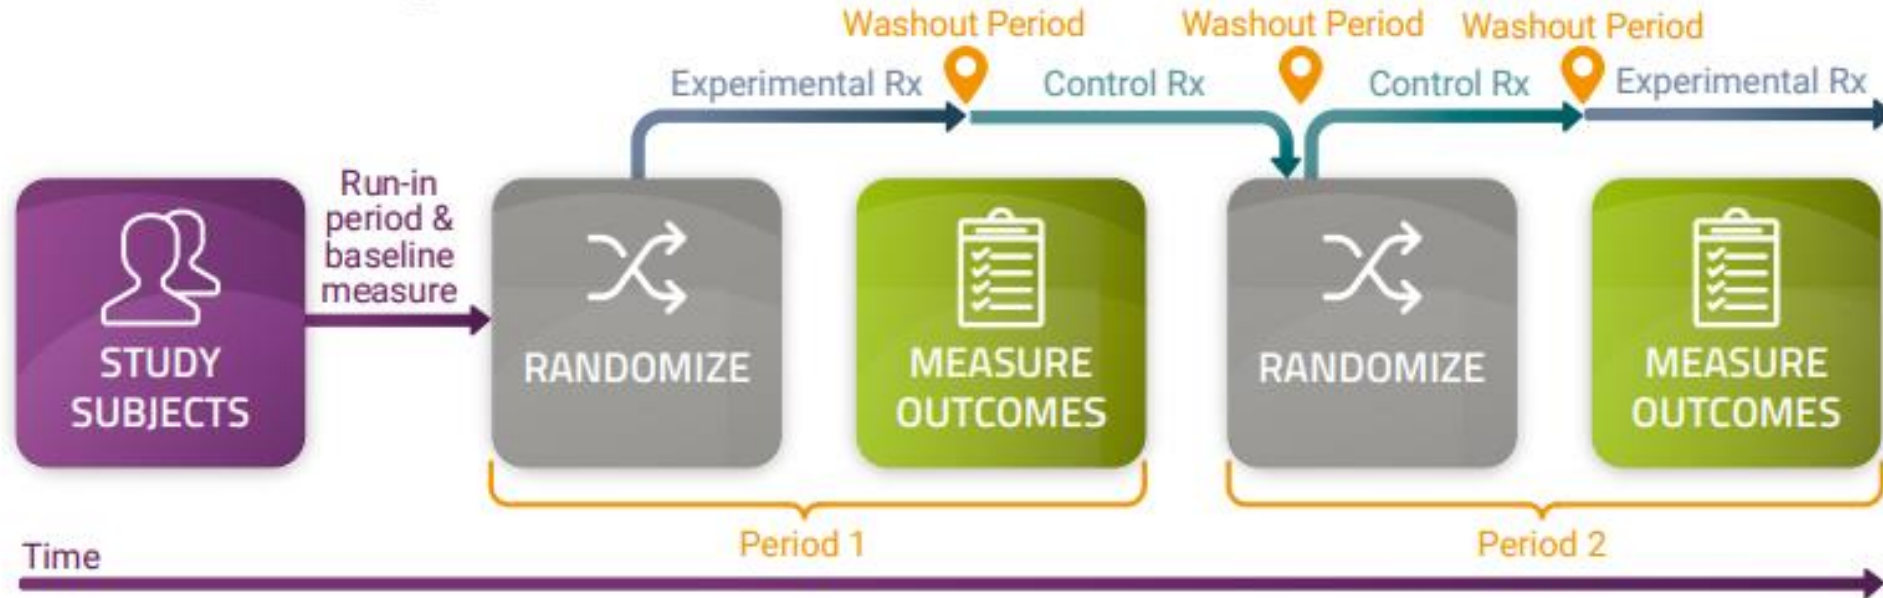 Washout Period
Washout Period
Washout Period
Experimental Rx
Control Rx
Control Rx
Experimental Rx
Run-in
period &
baseline
measure
STUDY
SUBJECTS
RANDOMIZE
MEASURE
OUTCOMES
RANDOMIZE
MEASURE
OUTCOMES
Period 1
Period 2
Time